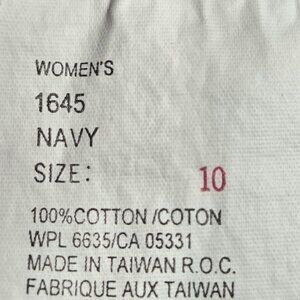 WOMEN'S
1645
NAVY
SIZE: 10
100%COTTON /COTON
WPL 6635/CA 05331
MADE IN TAIWAN R.O.C.
FABRIQUE AUX TAIWAN